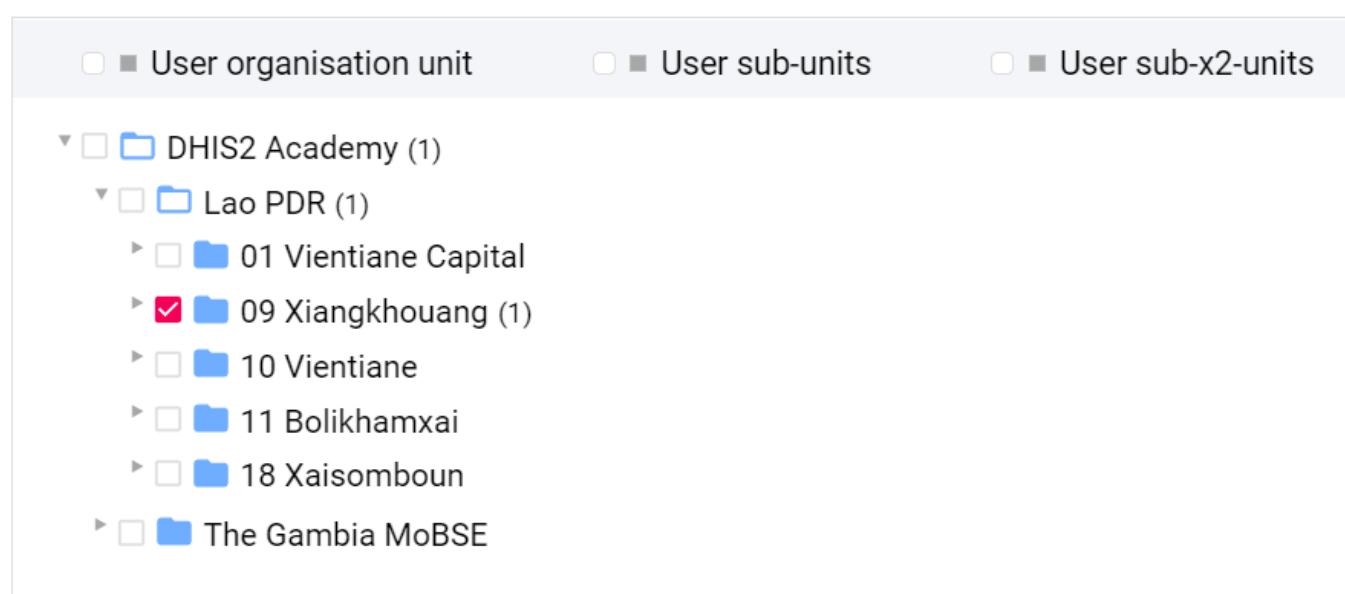 User organisation unit User sub-units User sub-x2-units
DHIS2 Academy (1)
Lao PDR (1)
01 Vientiane Capital
09 Xiangkhouang (1)
10 Vientiane
11 Bolikhamxai
18 Xaisomboun
The Gambia MoBSE